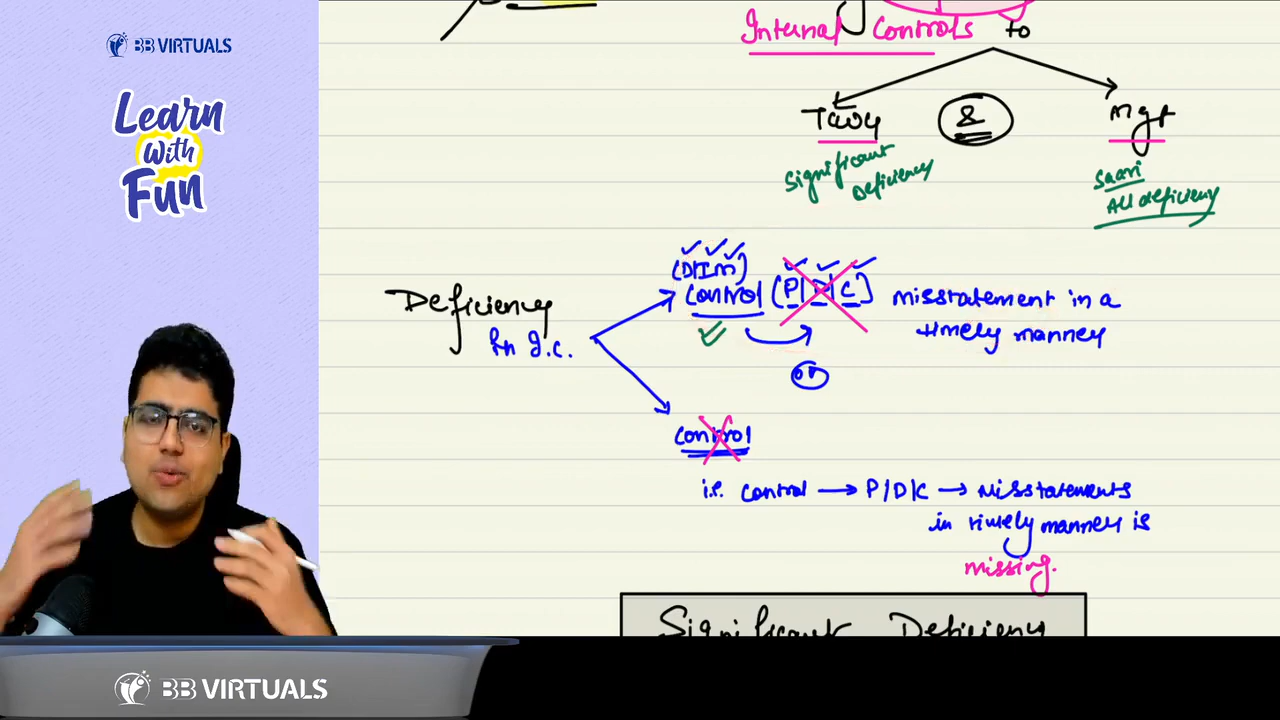 BB VIRTUALS
Learn
With
Fun
Internal Controls to
TCWG & Mgt
Significant
Deficiency
Saari
All deficiency
(D/I/M)
Deficiency
In I.C.
Control (P/D/C) misstatement in a
timely manner
OR
Control
i.e. control → P/D/C → Misstatements
in timely manner is
missing.
Significant Deficiency
BB VIRTUALS